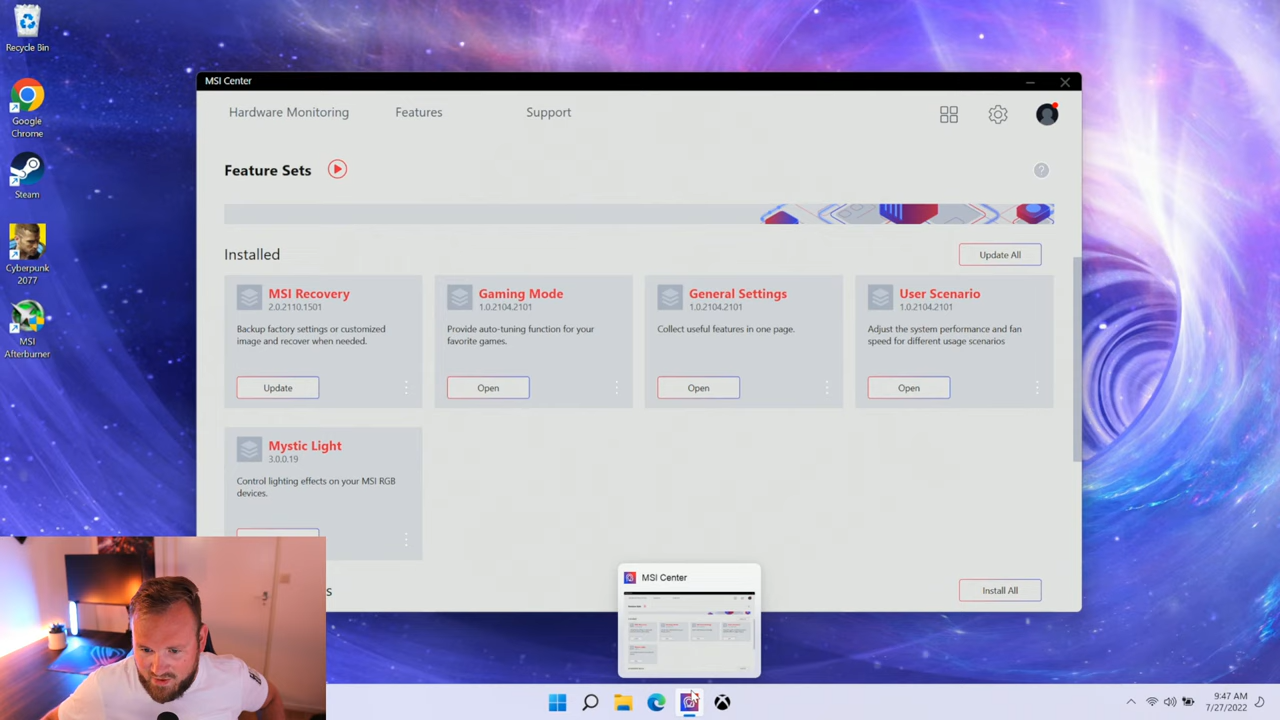 Recycle Bin
Google
Chrome
Steam
Cyberpunk
2077
MSI
Afterburner
MSI Center
Hardware Monitoring
Features
Support
Feature Sets
Installed
Update All
MSI Recovery
2.0.2110.1501
Backup factory settings or customized
image and recover when needed.
Update
Gaming Mode
1.0.2104.2101
Provide auto-tuning function for your
favorite games.
Open
General Settings
1.0.2104.2101
Collect useful features in one page.
Open
User Scenario
1.0.2104.2101
Adjust the system performance and fan
speed for different usage scenarios
Open
Mystic Light
3.0.0.19
Control lighting effects on your MSI RGB
devices.
s
Install All
MSI Center
9:47 AM
7/27/2022